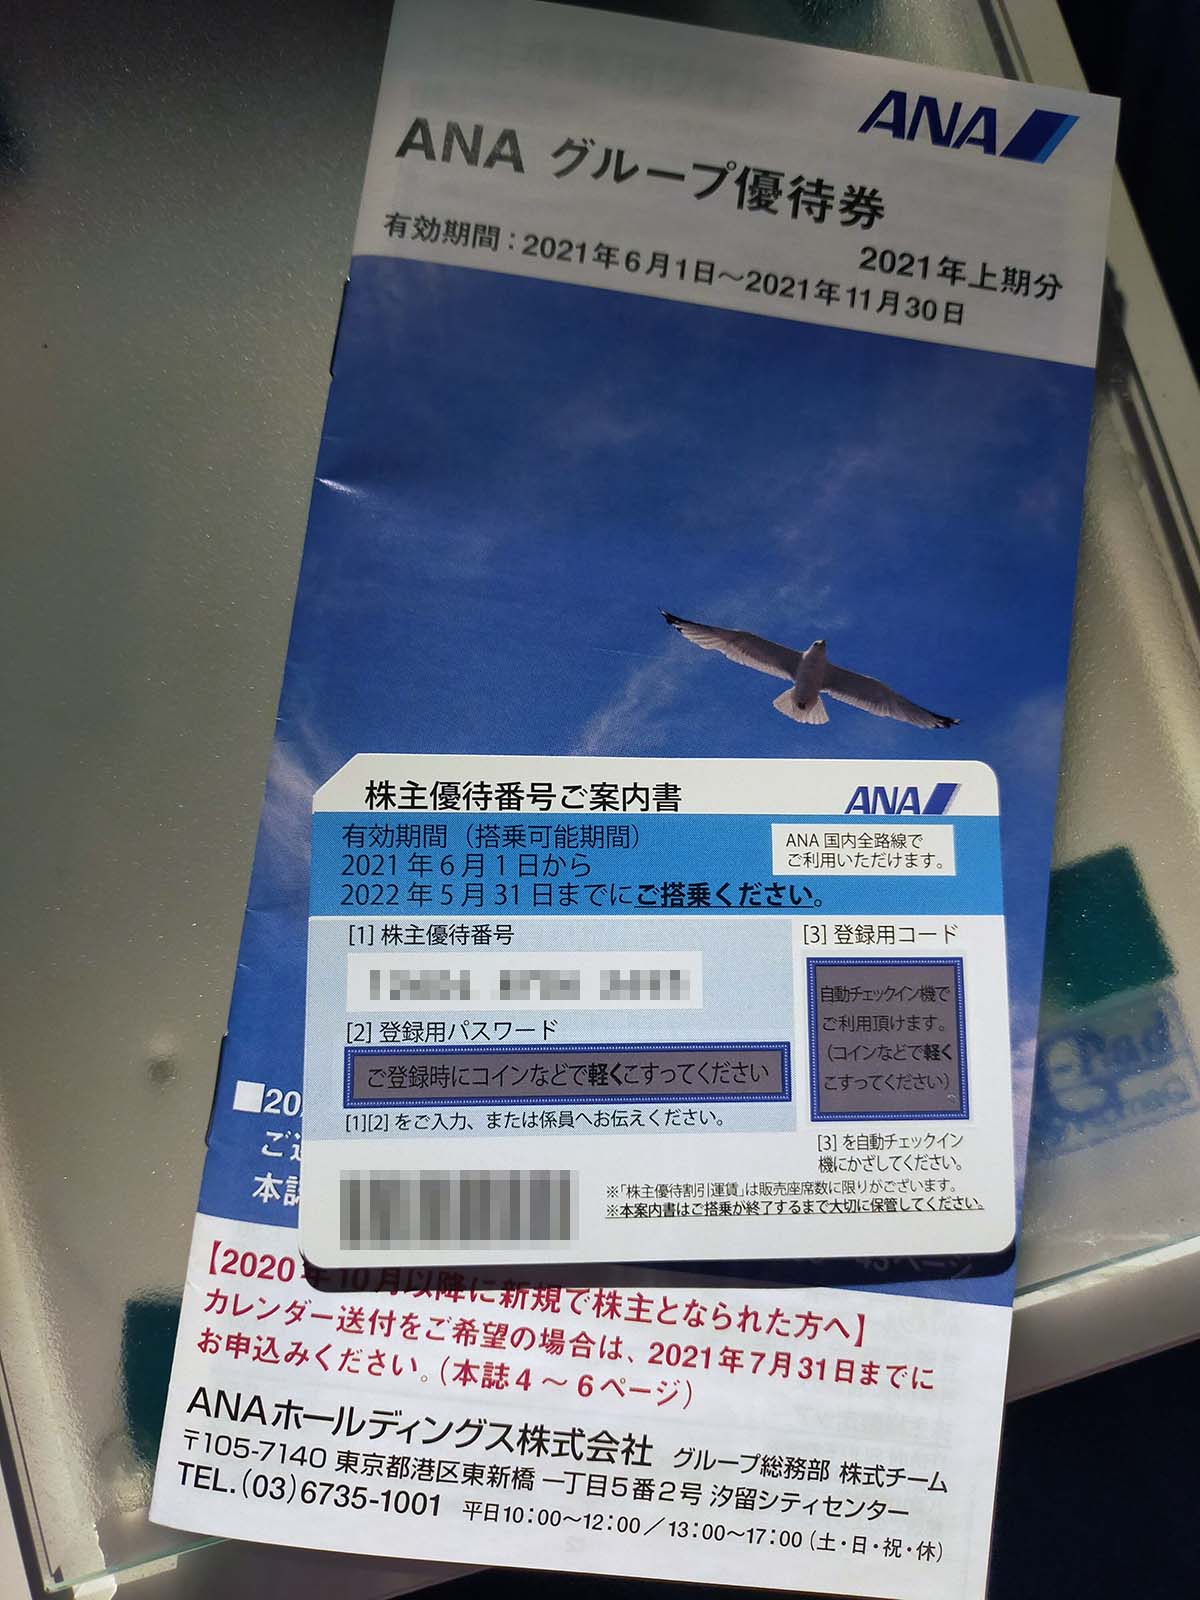 ANA
ANA グループ優待券
2021年上期分
有効期間：2021年6月1日～2021年11月30日
株主優待番号ご案内書
ANA
有効期間（搭乗可能期間）
2021 年 6 月 1 日から
2022 年 5 月 31 日までにご搭乗ください。
ANA 国内全路線で
ご利用いただけます。
[1] 株主優待番号
[2] 登録用パスワード
ご登録時にコインなどで軽くこすってください
[1][2] をご入力、または係員へお伝えください。
[3] 登録用コード
自動チェックイン機で
ご利用頂けます。
（コインなどで軽く
こすってください）
[3] を自動チェックイン
機にかざしてください。
※「株主優待割引運賃」は販売座席数に限りがございます。
※本案内書はご搭乗が終了するまで大切に保管してください。
■20
ご
本誌
【2020年10月以降に新規で株主となられた方へ】
カレンダー送付をご希望の場合は、2021年7月31日までに
お申込みください。（本誌4～6ページ）
ANAホールディングス株式会社 グループ総務部 株式チーム
〒105-7140 東京都港区東新橋一丁目5番2号 汐留シティセンター
TEL.（03）6735-1001 平日10：00～12：00／13：00～17：00（土・日・祝・休）